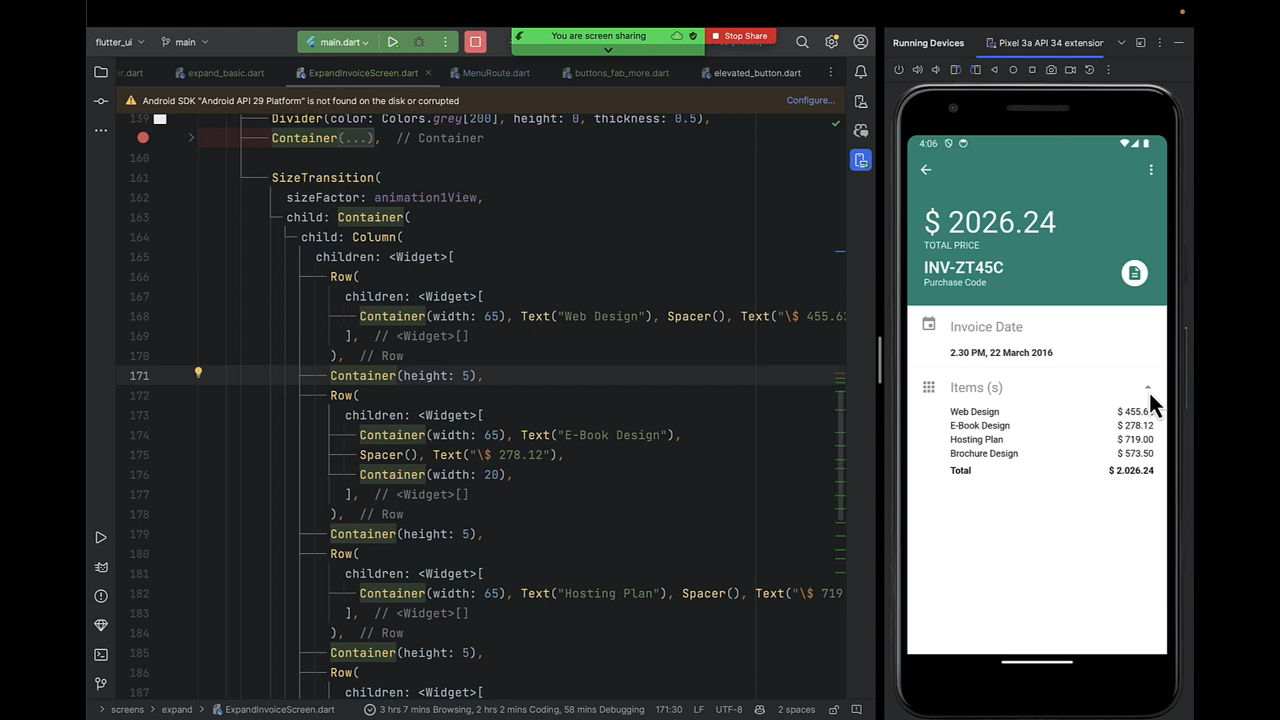 flutter_ui
main
main.dart
You are screen sharing
Stop Share
Running Devices
Pixel 3a API 34 extension
er.dart
expand_basic.dart
ExpandInvoiceScreen.dart
MenuRoute.dart
buttons_fab_more.dart
elevated_button.dart
Android SDK "Android API 29 Platform" is not found on the disk or corrupted
Configure...
139 Divider(color: Colors.grey[200], height: 0, thickness: 0.5),
Container(...), // Container
160
161 SizeTransition(
162 sizeFactor: animation1View,
163 child: Container(
164 child: Column(
165 children: <Widget>[
166 Row(
167 children: <Widget>[
168 Container(width: 65), Text("Web Design"), Spacer(), Text("\$ 455.6
169 ], // <Widget>[]
170 ), // Row
171 Container(height: 5),
172 Row(
173 children: <Widget>[
174 Container(width: 65), Text("E-Book Design"),
175 Spacer(), Text("\$ 278.12"),
176 Container(width: 20),
177 ], // <Widget>[]
178 ), // Row
179 Container(height: 5),
180 Row(
181 children: <Widget>[
182 Container(width: 65), Text("Hosting Plan"), Spacer(), Text("\$ 719
183 ], // <Widget>[]
184 ), // Row
185 Container(height: 5),
186 Row(
187 children: <Widget>[
4:06
$ 2026.24
TOTAL PRICE
INV-ZT45C
Purchase Code
Invoice Date
2.30 PM, 22 March 2016
Items (s)
Web Design $ 455.6
E-Book Design $ 278.12
Hosting Plan $ 719.00
Brochure Design $ 573.50
Total $ 2.026.24
screens > expand > ExpandInvoiceScreen.dart
3 hrs 7 mins Browsing, 2 hrs 2 mins Coding, 58 mins Debugging
171:30 LF UTF-8 2 spaces